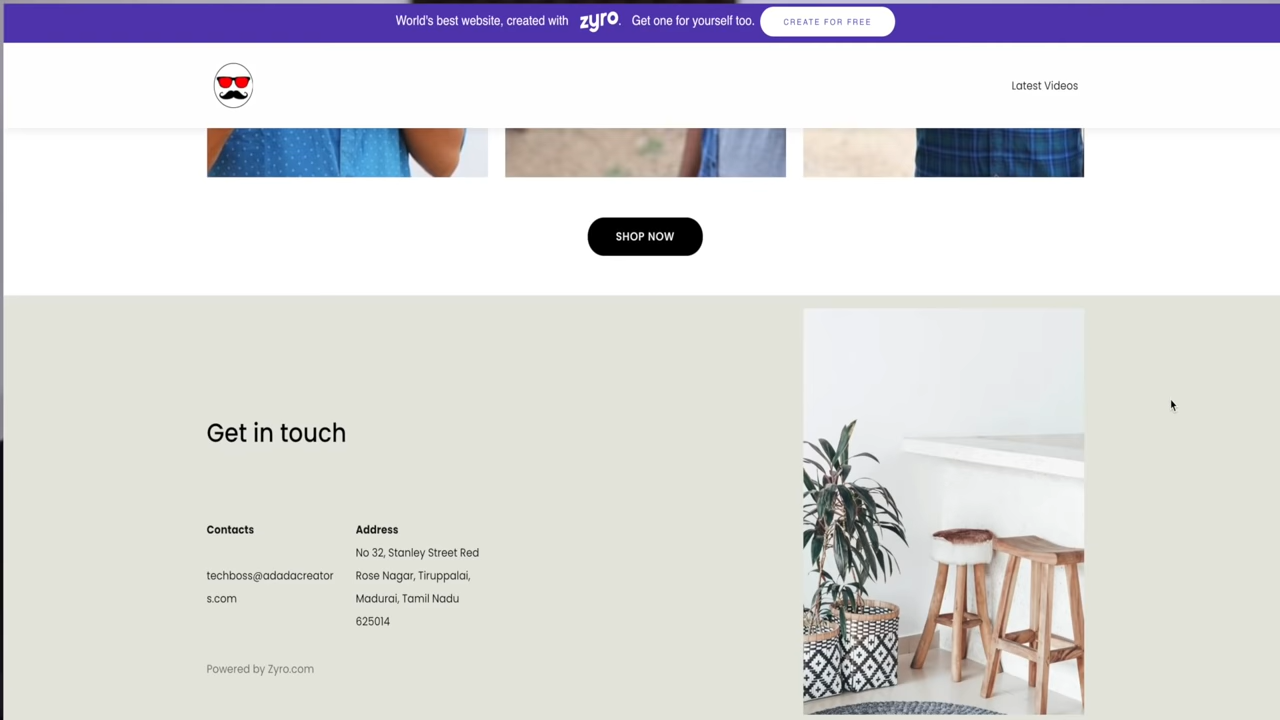 World's best website, created with zyro. Get one for yourself too. CREATE FOR FREE
Latest Videos
SHOP NOW
Get in touch
Contacts
techboss@adadacreator
s.com
Address
No 32, Stanley Street Red
Rose Nagar, Tiruppalai,
Madurai, Tamil Nadu
625014
Powered by Zyro.com